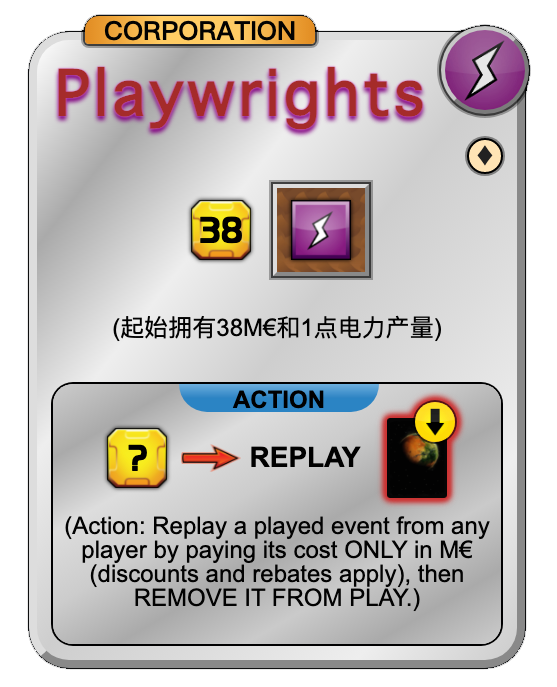 CORPORATION
Playwrights
38
(起始拥有38M€和1点电力产量)
ACTION
? REPLAY
(Action: Replay a played event from any
player by paying its cost ONLY in M€
(discounts and rebates apply), then
REMOVE IT FROM PLAY.)